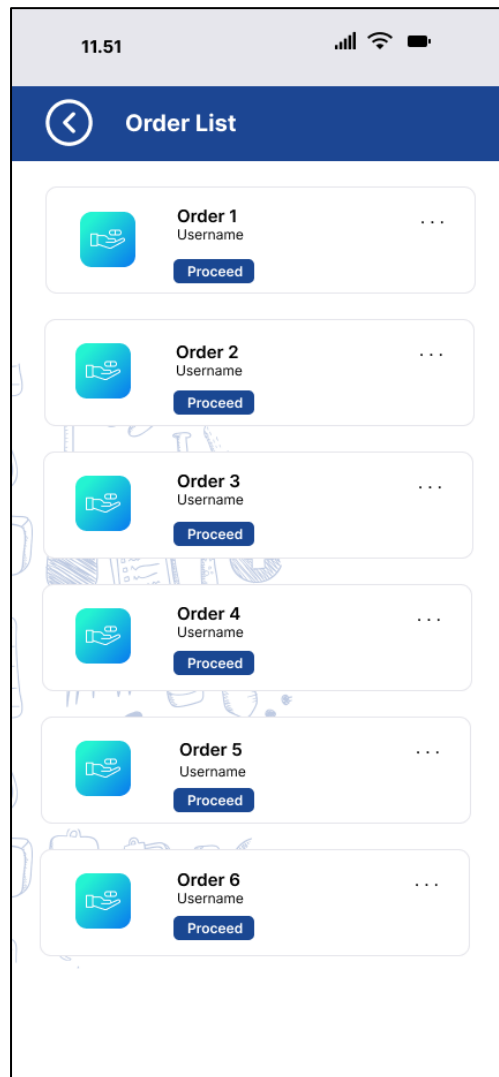 11.51
Order List
Order 1
. . .
Username
Proceed
Order 2
. . .
Username
Proceed
Order 3
. . .
Username
Proceed
Order 4
. . .
Username
Proceed
Order 5
. . .
Username
Proceed
Order 6
. . .
Username
Proceed